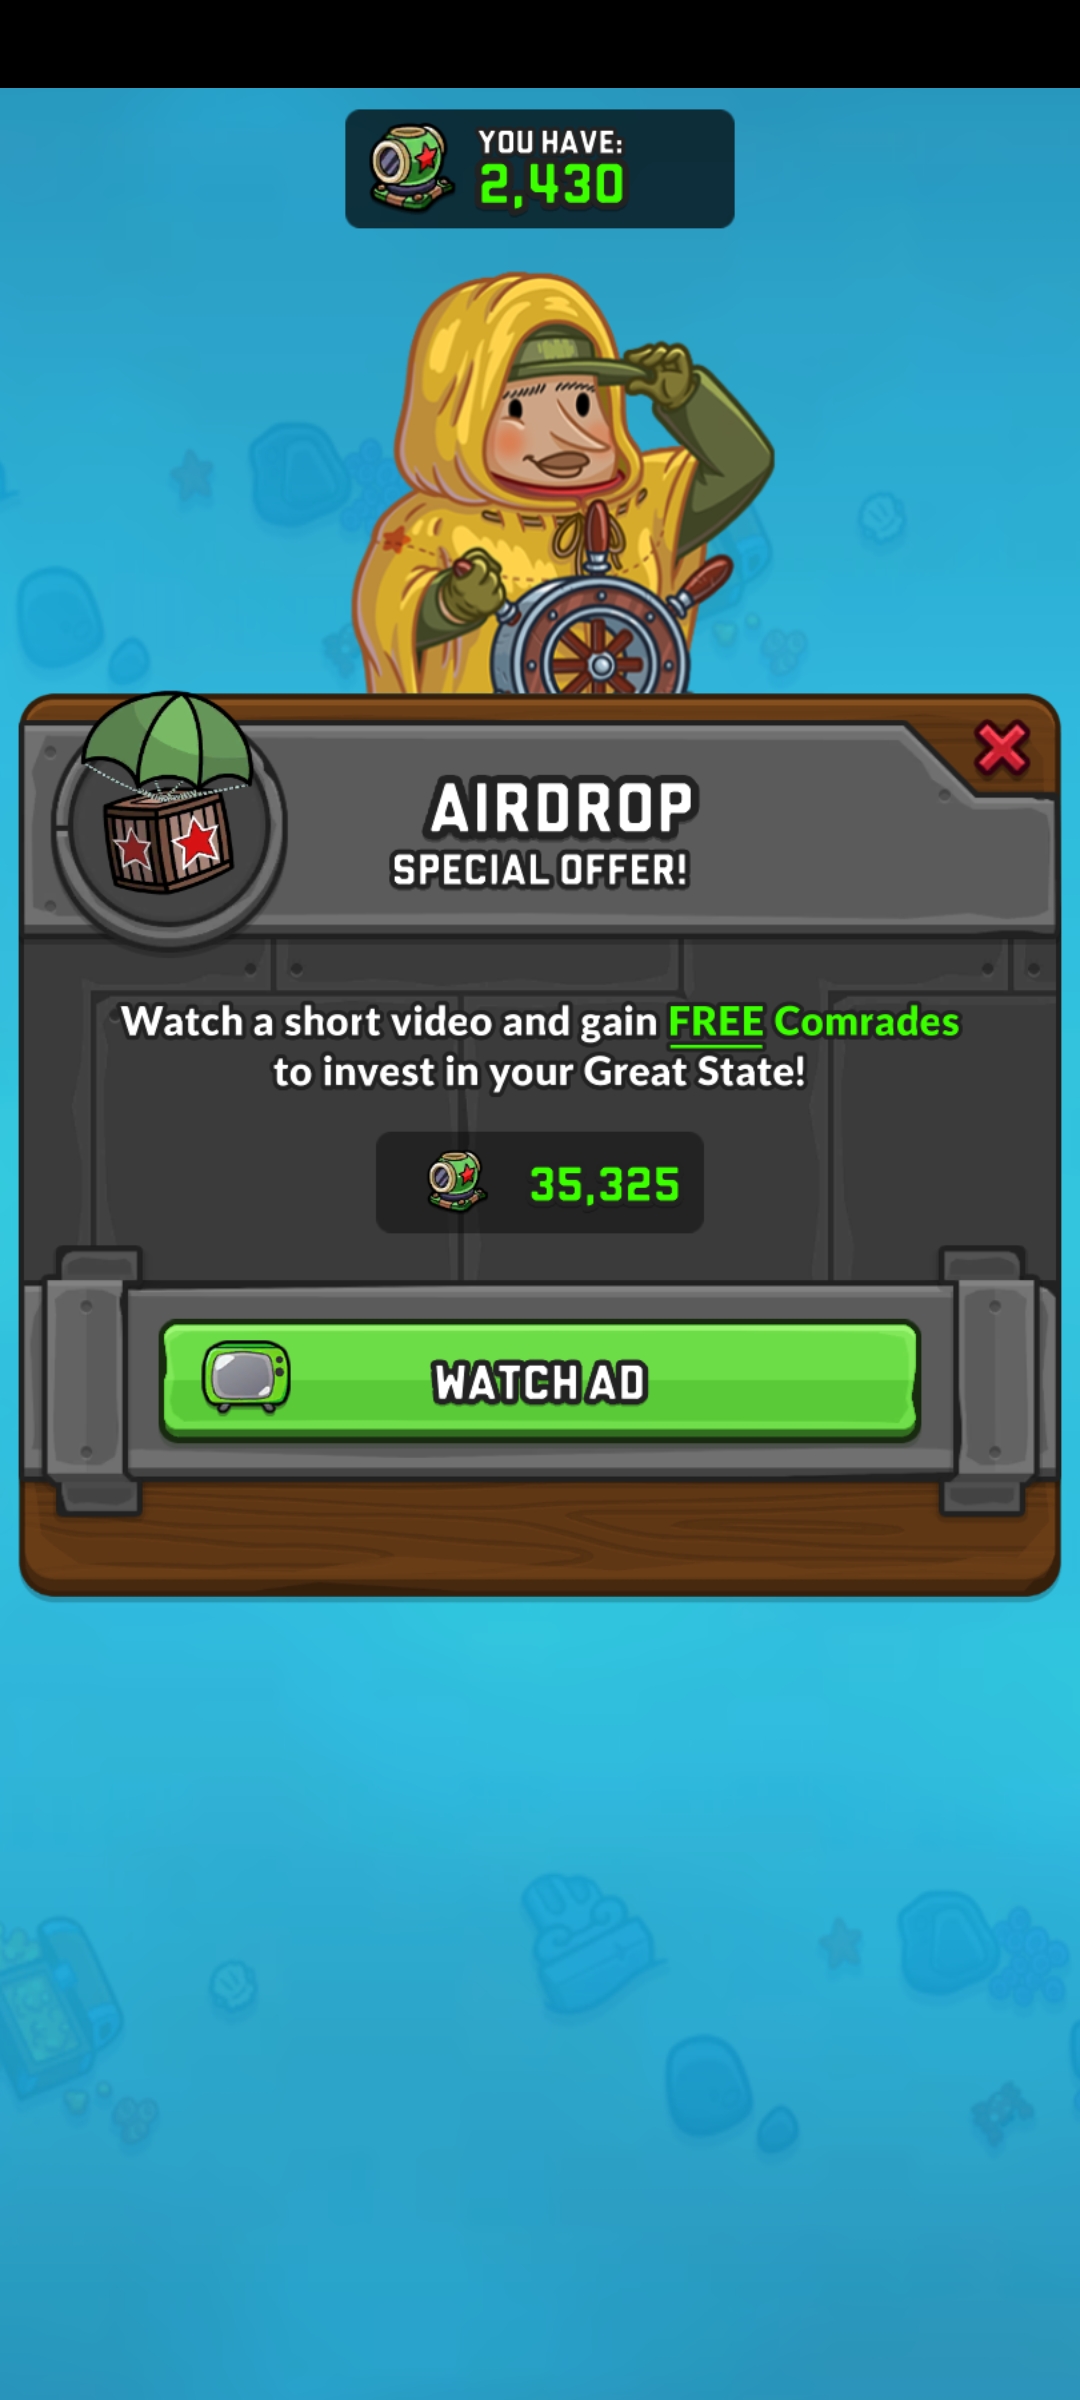 YOU HAVE:
2,430
AIRDROP
SPECIAL OFFER!
Watch a short video and gain FREE Comrades
to invest in your Great State!
35,325
WATCH AD